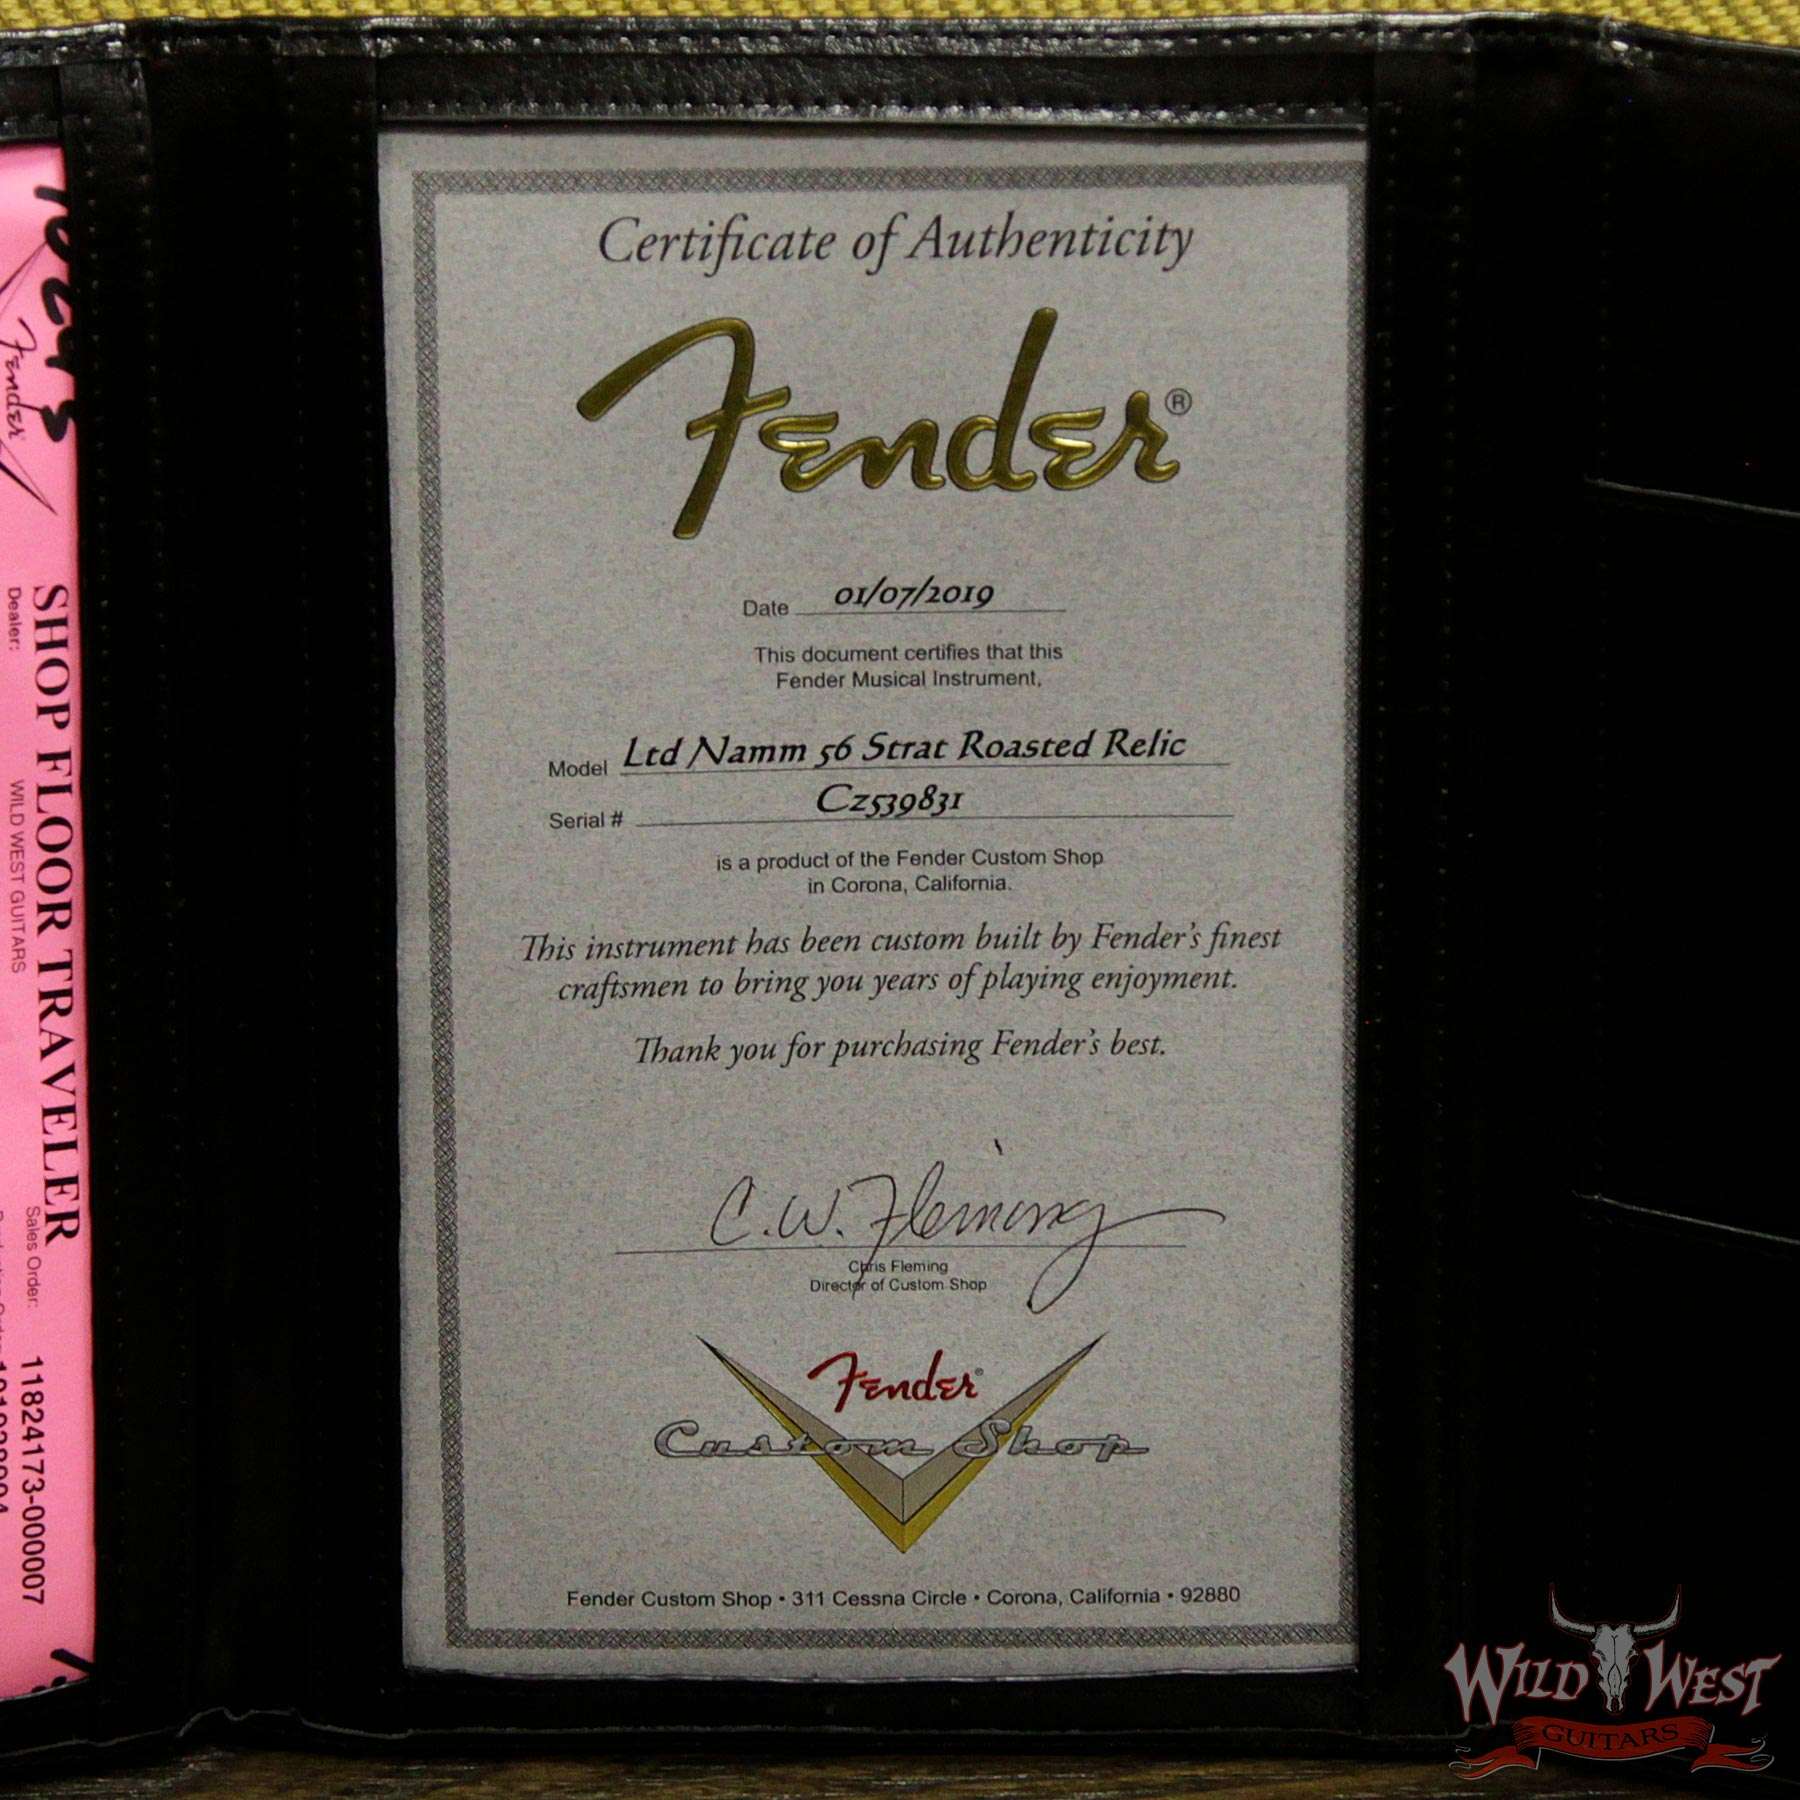 Certificate of Authenticity
Fender®
Date 01/07/2019
This document certifies that this
Fender Musical Instrument,
Model Ltd Namm 56 Strat Roasted Relic
Serial # Cz539831
is a product of the Fender Custom Shop
in Corona, California.
This instrument has been custom built by Fender's finest
craftsmen to bring you years of playing enjoyment.
Thank you for purchasing Fender's best.
C.W. Fleming
Chris Fleming
Director of Custom Shop
Fender®
Custom Shop
Fender Custom Shop • 311 Cessna Circle • Corona, California • 92880
Fender
SHOP FLOOR TRAVELER
Dealer: WILD WEST GUITARS
Sales Order: 11824173-000007
WILD WEST
GUITARS